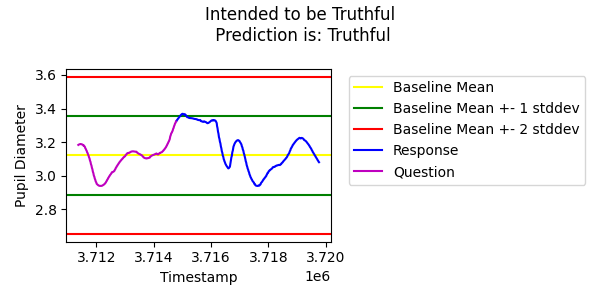 Intended to be Truthful
Prediction is: Truthful
3.6
3.4
3.2
3.0
2.8
Pupil Diameter
3.712 3.714 3.716 3.718 3.720
1e6
Timestamp
Baseline Mean
Baseline Mean +- 1 stddev
Baseline Mean +- 2 stddev
Response
Question